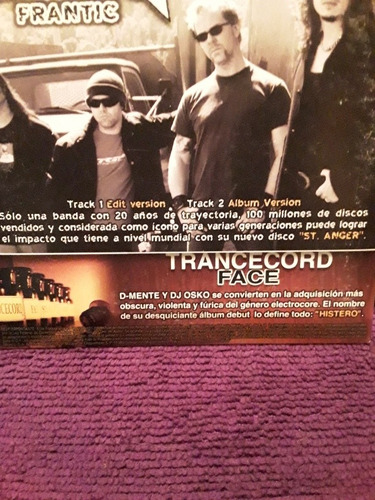 FRANTIC
Track 1 Edit version Track 2 Album Version
Sólo una banda con 20 años de trayectoria, 100 millones de discos
vendidos y considerada como icono para varias generaciones puede lograr
el impacto que tiene a nivel mundial con su nuevo disco "ST. ANGER".
TRANCECORD
FACE
D-MENTE Y DJ OSKO se convierten en la adquisición más
obscura, violenta y fúrica del género electrocore. El nombre
de su desquiciante álbum debut lo define todo: "HISTERO".